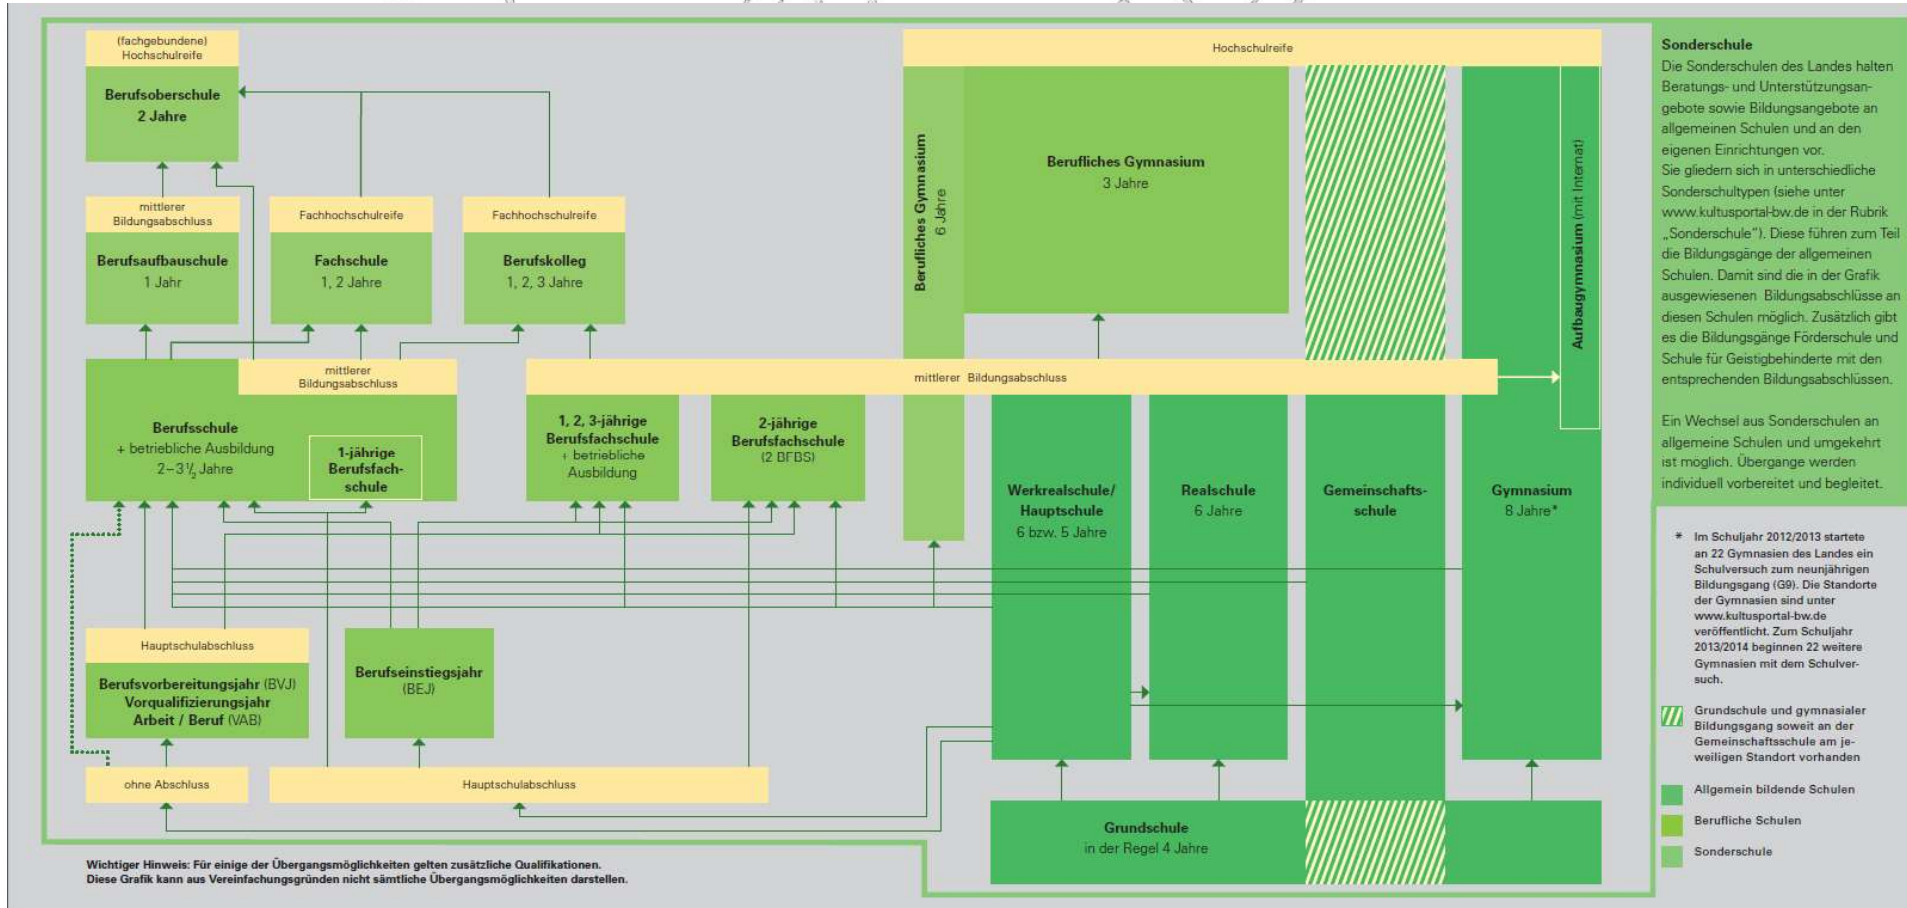 (fachgebundene)
Hochschulreife
Berufsoberschule
2 Jahre
mittlerer
Bildungsabschluss
Berufsaufbauschule
1 Jahr
Fachhochschulreife
Fachschule
1, 2 Jahre
Fachhochschulreife
Berufskolleg
1, 2, 3 Jahre
mittlerer
Bildungsabschluss
Berufsschule
+ betriebliche Ausbildung
2–3 1/2 Jahre
1-jährige
Berufsfach-
schule
1, 2, 3-jährige
Berufsfachschule
+ betriebliche
Ausbildung
2-jährige
Berufsfachschule
(2 BFBS)
Hauptschulabschluss
Berufsvorbereitungsjahr (BVJ)
Vorqualifizierungsjahr
Arbeit / Beruf (VAB)
Berufseinstiegsjahr
(BEJ)
ohne Abschluss
Hauptschulabschluss
Hochschulreife
Berufliches Gymnasium
6 Jahre
Berufliches Gymnasium
3 Jahre
Aufbaugymnasium (mit Internat)
mittlerer Bildungsabschluss
Werkrealschule/
Hauptschule
6 bzw. 5 Jahre
Realschule
6 Jahre
Gemeinschafts-
schule
Gymnasium
8 Jahre*
Grundschule
in der Regel 4 Jahre
Wichtiger Hinweis: Für einige der Übergangsmöglichkeiten gelten zusätzliche Qualifikationen.
Diese Grafik kann aus Vereinfachungsgründen nicht sämtliche Übergangsmöglichkeiten darstellen.
Sonderschule
Die Sonderschulen des Landes halten
Beratungs- und Unterstützungsan-
gebote sowie Bildungsangebote an
allgemeinen Schulen und an den
eigenen Einrichtungen vor.
Sie gliedern sich in unterschiedliche
Sonderschultypen (siehe unter
www.kultusportal-bw.de in der Rubrik
„Sonderschule"). Diese führen zum Teil
die Bildungsgänge der allgemeinen
Schulen. Damit sind die in der Grafik
ausgewiesenen Bildungsabschlüsse an
diesen Schulen möglich. Zusätzlich gibt
es die Bildungsgänge Förderschule und
Schule für Geistigbehinderte mit den
entsprechenden Bildungsabschlüssen.
Ein Wechsel aus Sonderschulen an
allgemeine Schulen und umgekehrt
ist möglich. Übergänge werden
individuell vorbereitet und begleitet.
* Im Schuljahr 2012/2013 startete
an 22 Gymnasien des Landes ein
Schulversuch zum neunjährigen
Bildungsgang (G9). Die Standorte
der Gymnasien sind unter
www.kultusportal-bw.de
veröffentlicht. Zum Schuljahr
2013/2014 beginnen 22 weitere
Gymnasien mit dem Schulver-
such.
Grundschule und gymnasialer
Bildungsgang soweit an der
Gemeinschaftsschule am je-
weiligen Standort vorhanden
Allgemein bildende Schulen
Berufliche Schulen
Sonderschule